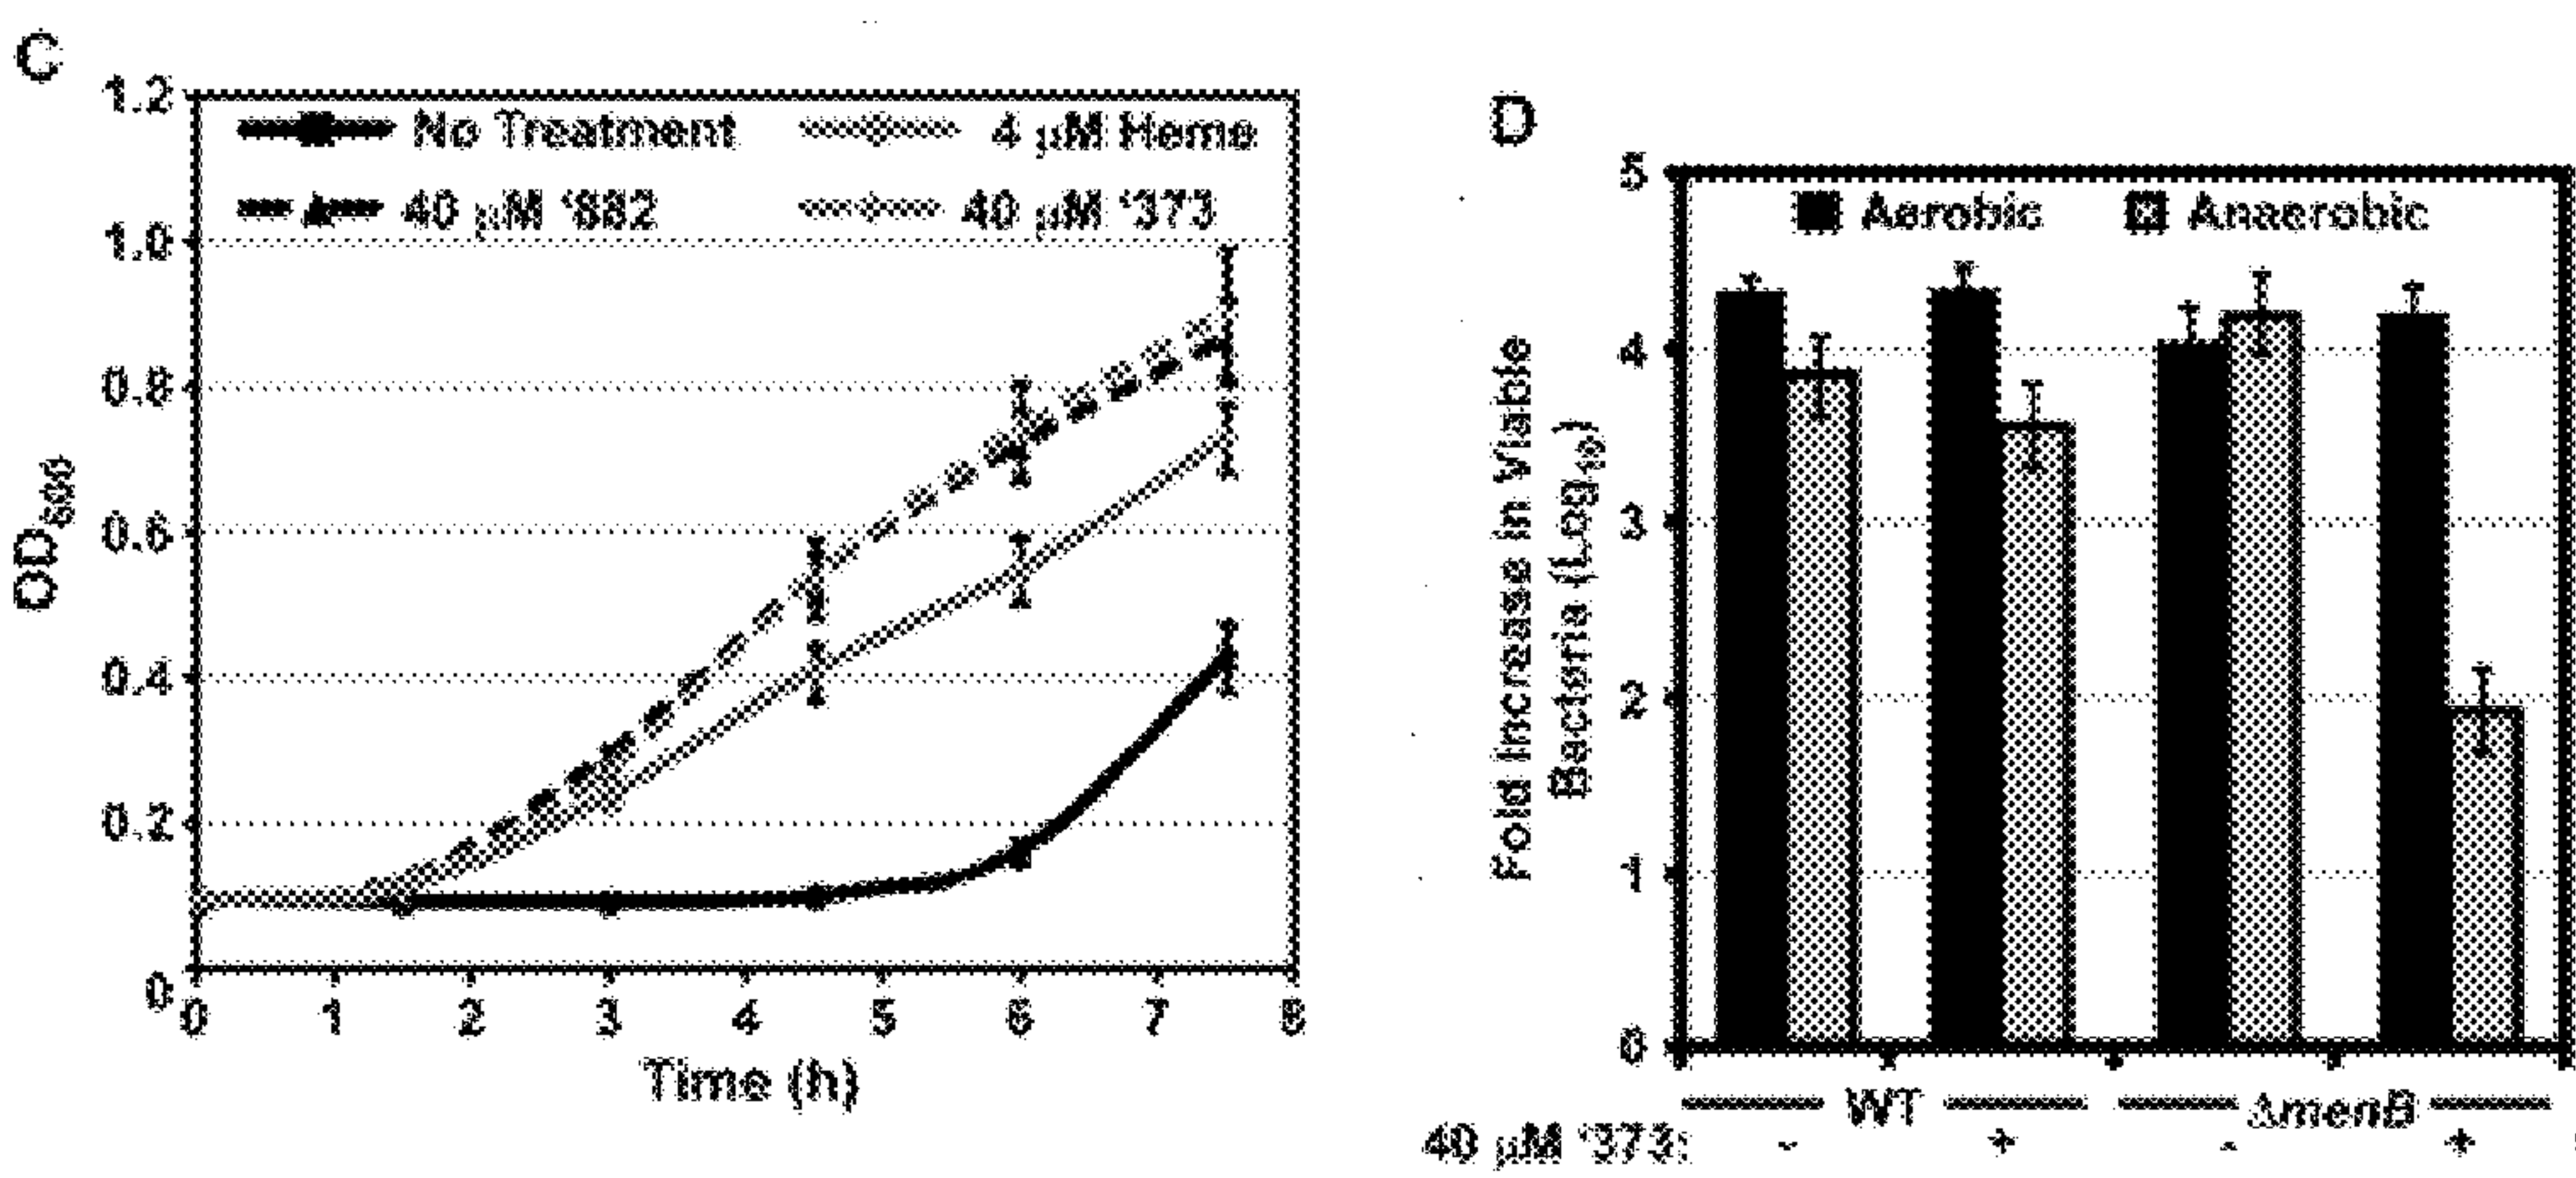 C
1.2
No Treatment 4 µM Heme
40 µM '882 40 µM '373
1.0
0.8
0.6
0.4
0.2
0
OD600
0 1 2 3 4 5 6 7 8
Time (h)
D
5
Aerobic Anaerobic
4
3
2
1
0
Fold Increase in Viable
Bacteria (Log10)
WT ΔmenB
40 µM '373: - + - +